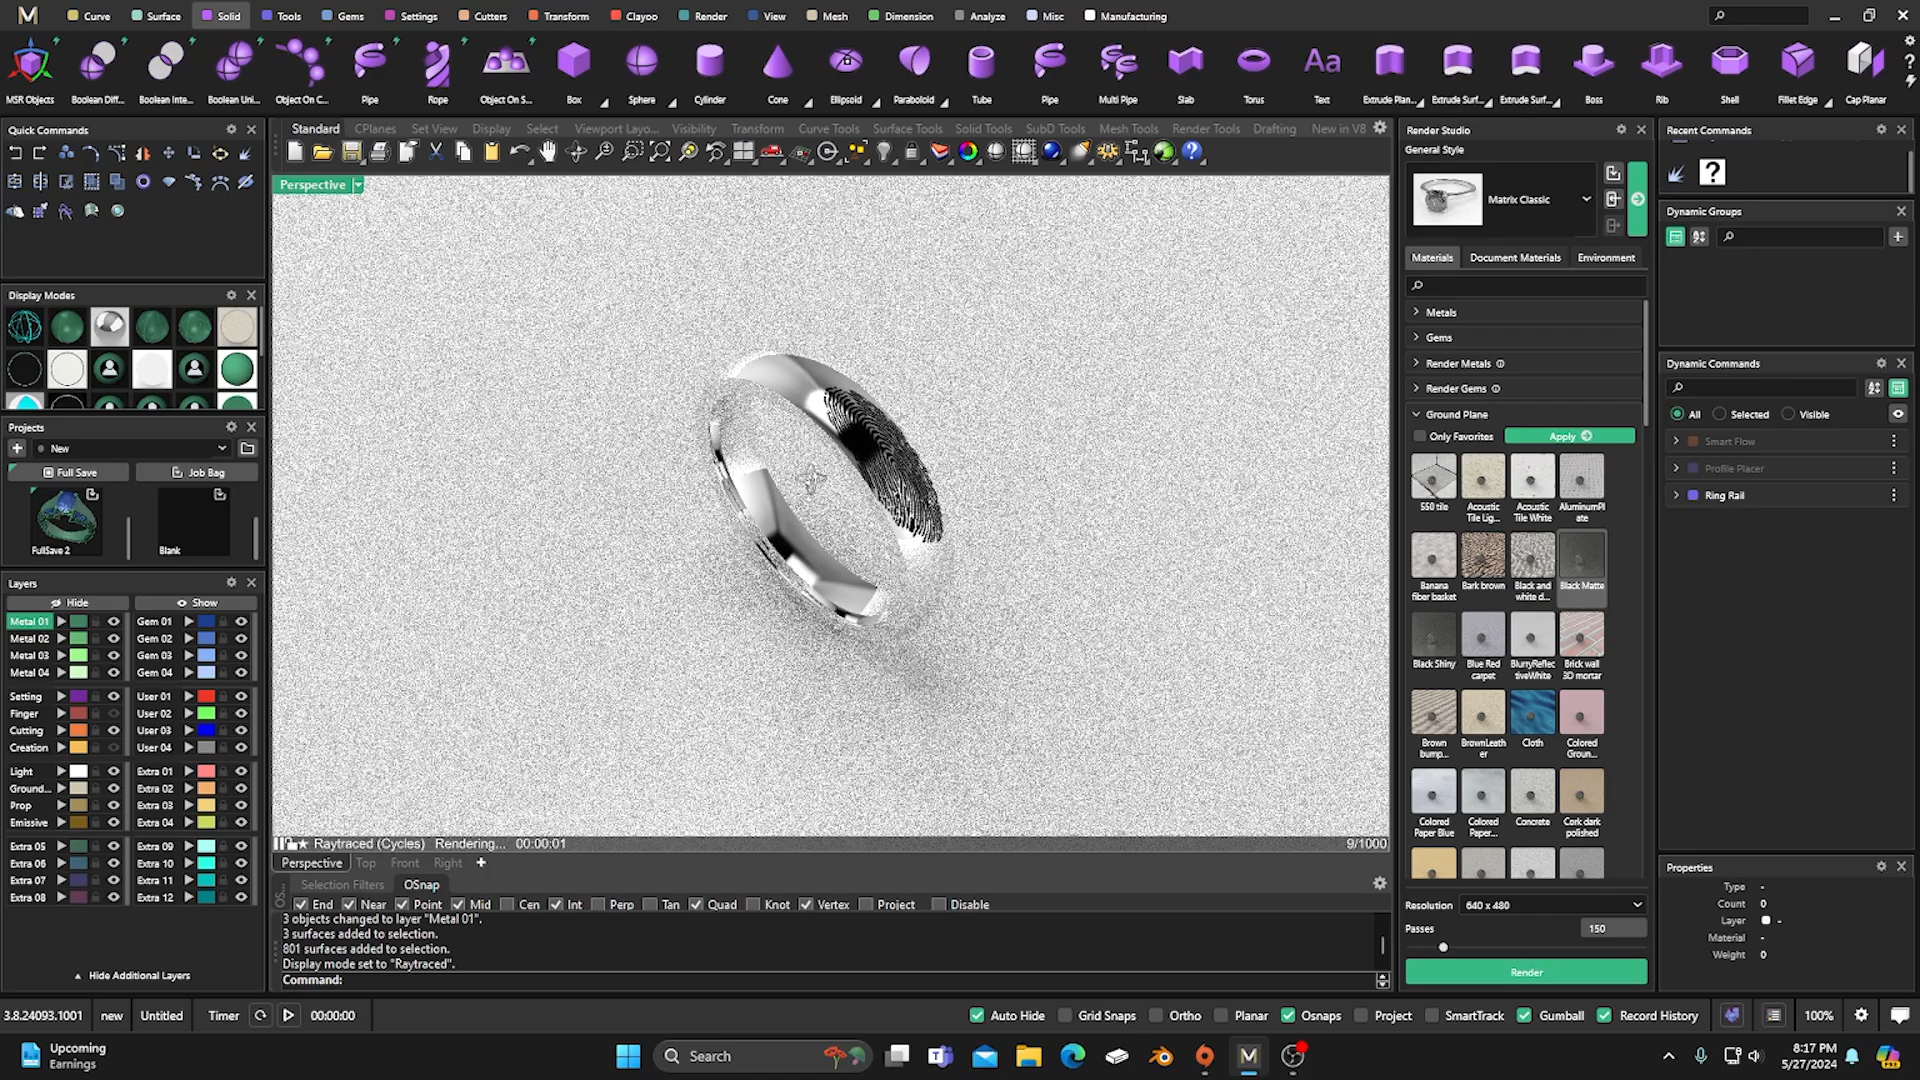 Curve Surface Solid Tools Gems Settings Cutters Transform Clayoo Render View Mesh Dimension Analyze Misc Manufacturing
MSR Objects Boolean Diff... Boolean Inte... Boolean Uni... Object On C... Pipe Rope Object On S... Box Sphere Cylinder Cone Ellipsoid Paraboloid Tube Pipe Multi Pipe Slab Torus Text Extrude Plan... Extrude Surf... Extrude Surf... Boss Rib Shell Fillet Edge Cap Planar
Aa
Quick Commands
Standard CPlanes Set View Display Select Viewport Layo... Visibility Transform Curve Tools Surface Tools Solid Tools SubD Tools Mesh Tools Render Tools Drafting New in V8
Perspective
Display Modes
Projects
New
Full Save Job Bag
FullSave 2 Blank
Layers
Hide Show
Metal 01 Gem 01
Metal 02 Gem 02
Metal 03 Gem 03
Metal 04 Gem 04
Setting User 01
Finger User 02
Cutting User 03
Creation User 04
Light Extra 01
Ground... Extra 02
Prop Extra 03
Emissive Extra 04
Extra 05 Extra 09
Extra 06 Extra 10
Extra 07 Extra 11
Extra 08 Extra 12
Hide Additional Layers
Raytraced (Cycles) Rendering... 00:00:01 9/1000
Perspective Top Front Right
Selection Filters OSnap
OS...
End Near Point Mid Cen Int Perp Tan Quad Knot Vertex Project Disable
3 objects changed to layer "Metal 01".
3 surfaces added to selection.
801 surfaces added to selection.
Display mode set to "Raytraced".
Command:
Render Studio
General Style
Matrix Classic
Materials Document Materials Environment
Metals
Gems
Render Metals
Render Gems
Ground Plane
Only Favorites Apply
550 tile Acoustic Tile Lig... Acoustic Tile White AluminumPlate
Banana fiber basket Bark brown Black and white d... Black Matte
Black Shiny Blue Red carpet BlurryReflectiveWhite Brick wall 3D mortar
Brown bump... BrownLeather Cloth Colored Groun...
Colored Paper Blue Colored Paper... Concrete Cork dark polished
Resolution 640 x 480
Passes 150
Render
Recent Commands
Dynamic Groups
Dynamic Commands
All Selected Visible
Smart Flow
Profile Placer
Ring Rail
Properties
Type -
Count 0
Layer -
Material -
Weight 0
3.8.24093.1001 new Untitled Timer 00:00:00 Auto Hide Grid Snaps Ortho Planar Osnaps Project SmartTrack Gumball Record History 100%
Upcoming
Earnings
Search
8:17 PM
5/27/2024